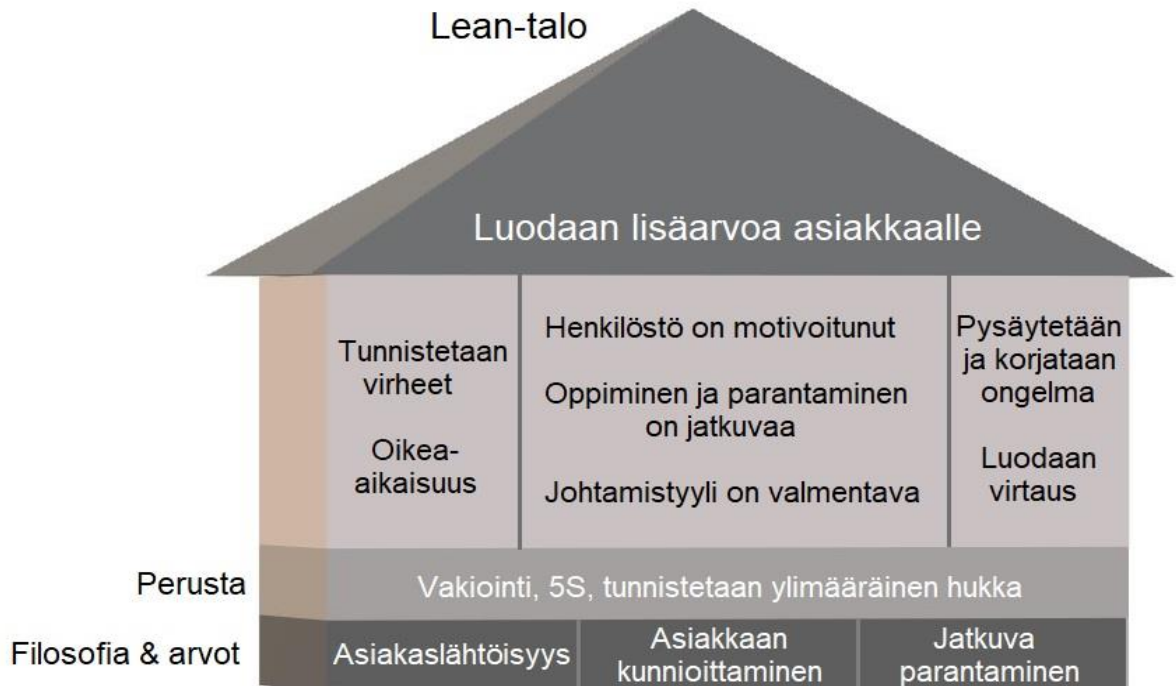 Lean-talo
Luodaan lisäarvoa asiakkaalle
Tunnistetaan
virheet
Oikea-
aikaisuus
Henkilöstö on motivoitunut
Oppiminen ja parantaminen
on jatkuvaa
Johtamistyyli on valmentava
Pysäytetään
ja korjataan
ongelma
Luodaan
virtaus
Perusta
Vakiointi, 5S, tunnistetaan ylimääräinen hukka
Filosofia & arvot
Asiakaslähtöisyys
Asiakkaan
kunnioittaminen
Jatkuva
parantaminen